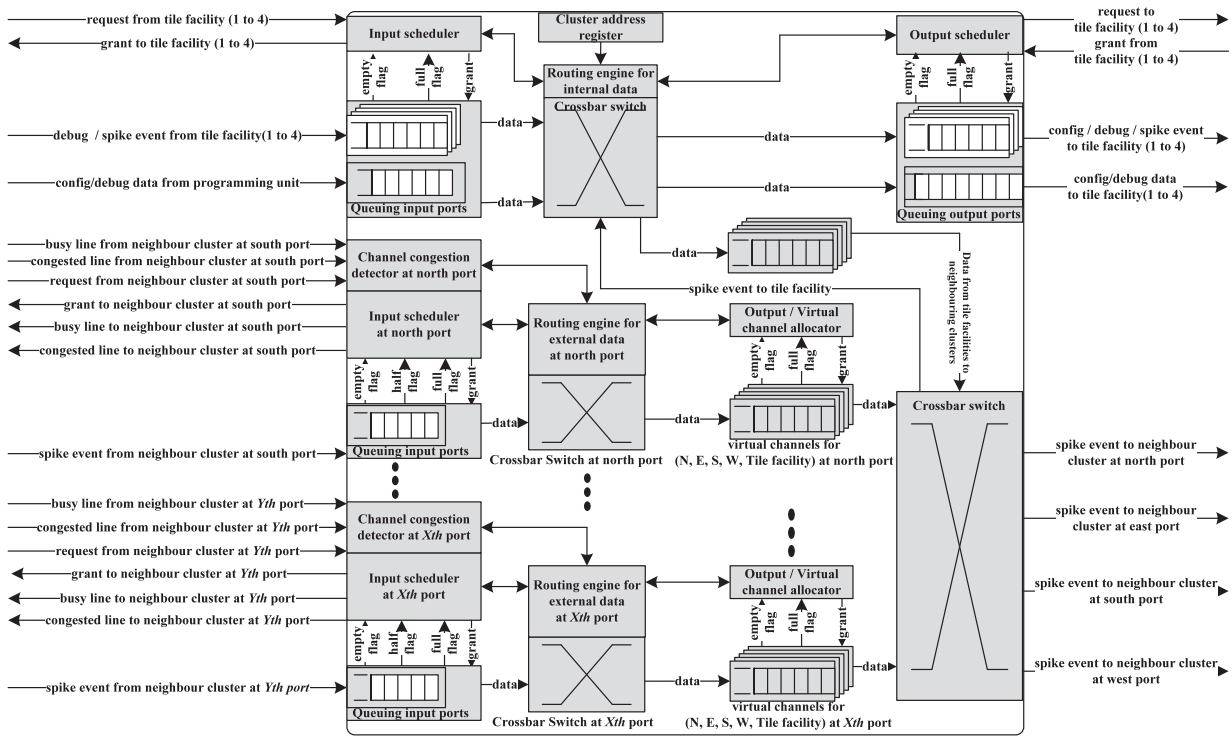 request from tile facility (1 to 4)
grant to tile facility (1 to 4)
debug / spike event from tile facility(1 to 4)
config/debug data from programming unit
Input scheduler
empty
flag
full
flag
grant
Queuing input ports
data
data
Cluster address
register
Routing engine for
internal data
Crossbar switch
data
data
Output scheduler
empty
flag
full
flag
grant
Queuing output ports
request to
tile facility (1 to 4)
grant from
tile facility (1 to 4)
config / debug / spike event
to tile facility (1 to 4)
config/debug data
to tile facility(1 to 4)
data
spike event to tile facility
Data from tile facilities to
neighbouring clusters
busy line from neighbour cluster at south port
congested line from neighbour cluster at south port
request from neighbour cluster at south port
grant to neighbour cluster at south port
busy line to neighbour cluster at south port
congested line to neighbour cluster at south port
spike event from neighbour cluster at south port
Channel congestion
detector at north port
Input scheduler
at north port
empty
flag
half
flag
full
flag
grant
Queuing input ports
data
Routing engine for
external data
at north port
Crossbar Switch at north port
data
Output / Virtual
channel allocator
empty
flag
full
flag
grant
virtual channels for
(N, E, S, W, Tile facility) at north port
data
Crossbar switch
spike event to neighbour
cluster at north port
spike event to neighbour
cluster at east port
spike event to neighbour cluster
at south port
spike event to neighbour cluster
at west port
busy line from neighbour cluster at Yth port
congested line from neighbour cluster at Yth port
request from neighbour cluster at Yth port
grant to neighbour cluster at Yth port
busy line to neighbour cluster at Yth port
congested line to neighbour cluster at Yth port
spike event from neighbour cluster at Yth port
Channel congestion
detector at Xth port
Input scheduler
at Xth port
empty
flag
half
flag
full
flag
grant
Queuing input ports
data
Routing engine for
external data
at Xth port
Crossbar Switch at Xth port
data
Output / Virtual
channel allocator
empty
flag
full
flag
grant
virtual channels for
(N, E, S, W, Tile facility) at Xth port
data